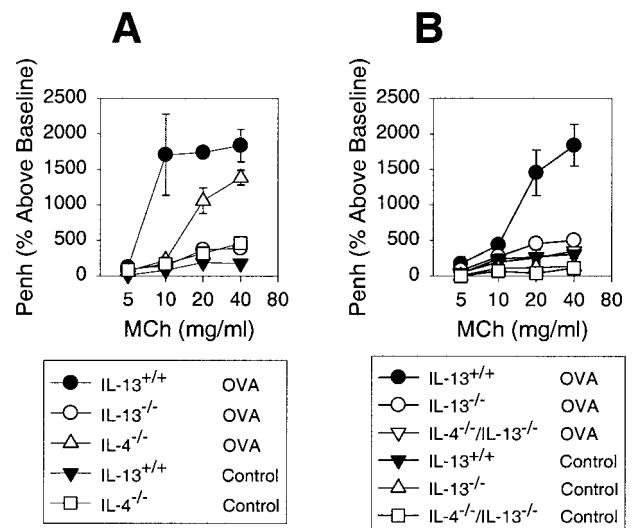 A
B
Penh (% Above Baseline)
2500
2000
1500
1000
500
0
5 10 20 40 80
MCh (mg/ml)
Penh (% Above Baseline)
2500
2000
1500
1000
500
0
5 10 20 40 80
MCh (mg/ml)
IL-13+/+ OVA
IL-13-/- OVA
IL-4-/- OVA
IL-13+/+ Control
IL-4-/- Control
IL-13+/+ OVA
IL-13-/- OVA
IL-4-/-/IL-13-/- OVA
IL-13+/+ Control
IL-13-/- Control
IL-4-/-/IL-13-/- Control